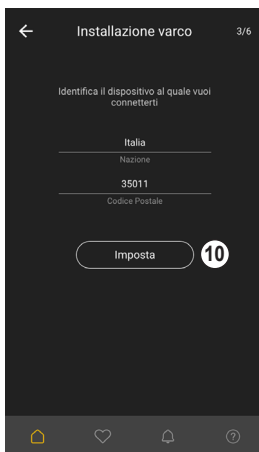 Installazione varco 3/6
Identifica il dispositivo al quale vuoi
connetterti
Italia
Nazione
35011
Codice Postale
Imposta 10
?